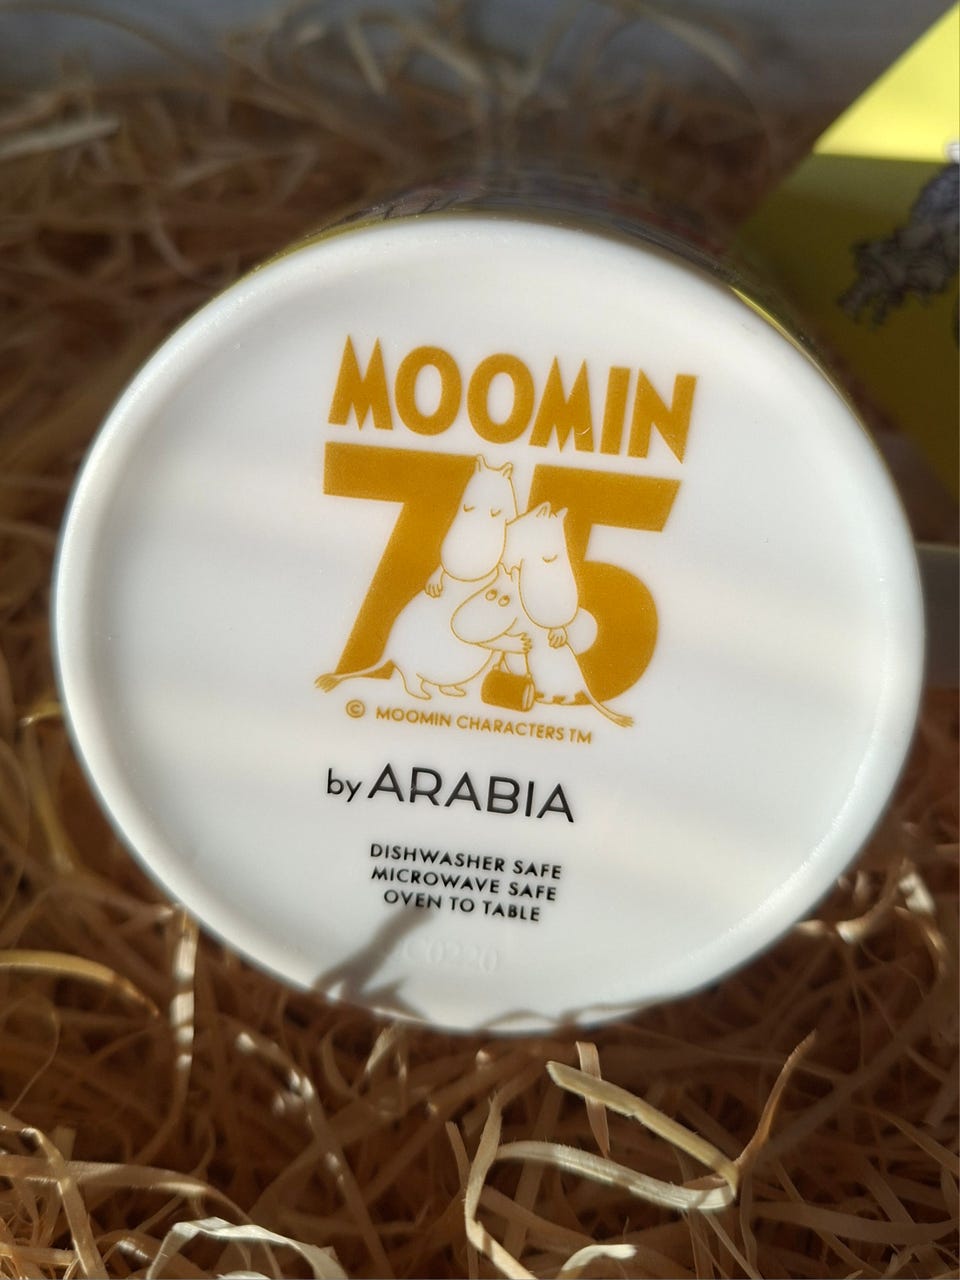 MOOMIN
75
© MOOMIN CHARACTERS TM
by ARABIA
DISHWASHER SAFE
MICROWAVE SAFE
OVEN TO TABLE